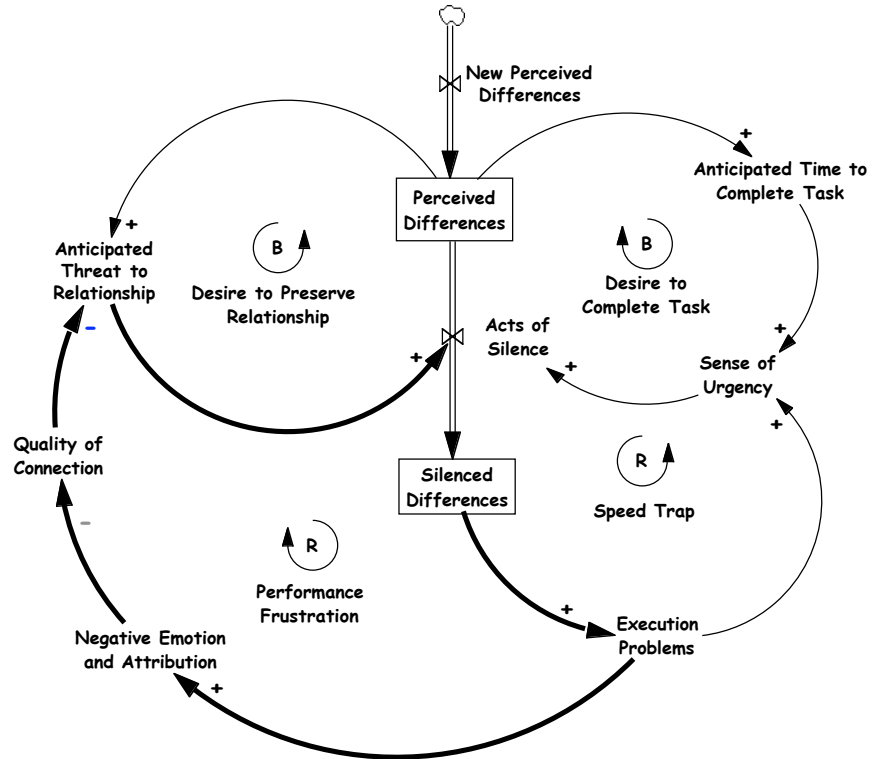 New Perceived
Differences
+
Anticipated Time to
Complete Task
Perceived
Differences
+
Anticipated
Threat to
Relationship
B
Desire to Preserve
Relationship
B
Desire to
Complete Task
-
Acts of
Silence
+
+
+
Sense of
Urgency
+
Quality of
Connection
Silenced
Differences
R
Speed Trap
-
R
Performance
Frustration
+
Execution
Problems
Negative Emotion
and Attribution
+